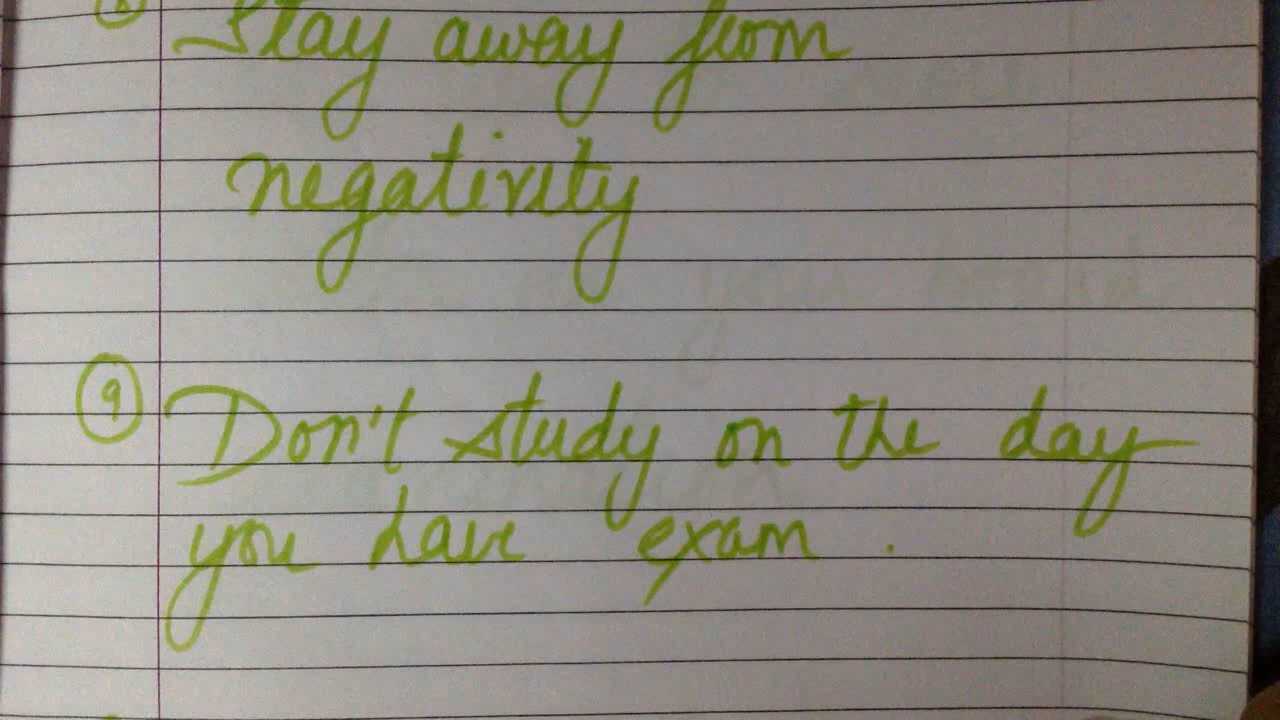 Stay away from
negativity
9 Don't study on the day
you have exam .